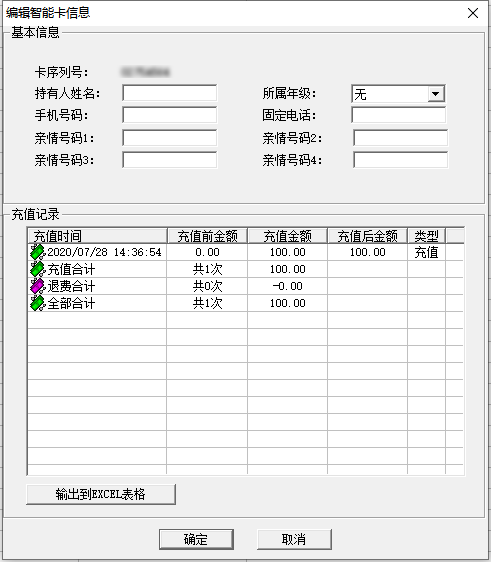 编辑智能卡信息
基本信息
卡序列号：
持有人姓名： 所属年级： 无
手机号码： 固定电话：
亲情号码1： 亲情号码2：
亲情号码3： 亲情号码4：
充值记录
充值时间 充值前金额 充值金额 充值后金额 类型
2020/07/28 14:36:54 0.00 100.00 100.00 充值
充值合计 共1次 100.00
退费合计 共0次 -0.00
全部合计 共1次 100.00
输出到EXCEL表格
确定 取消